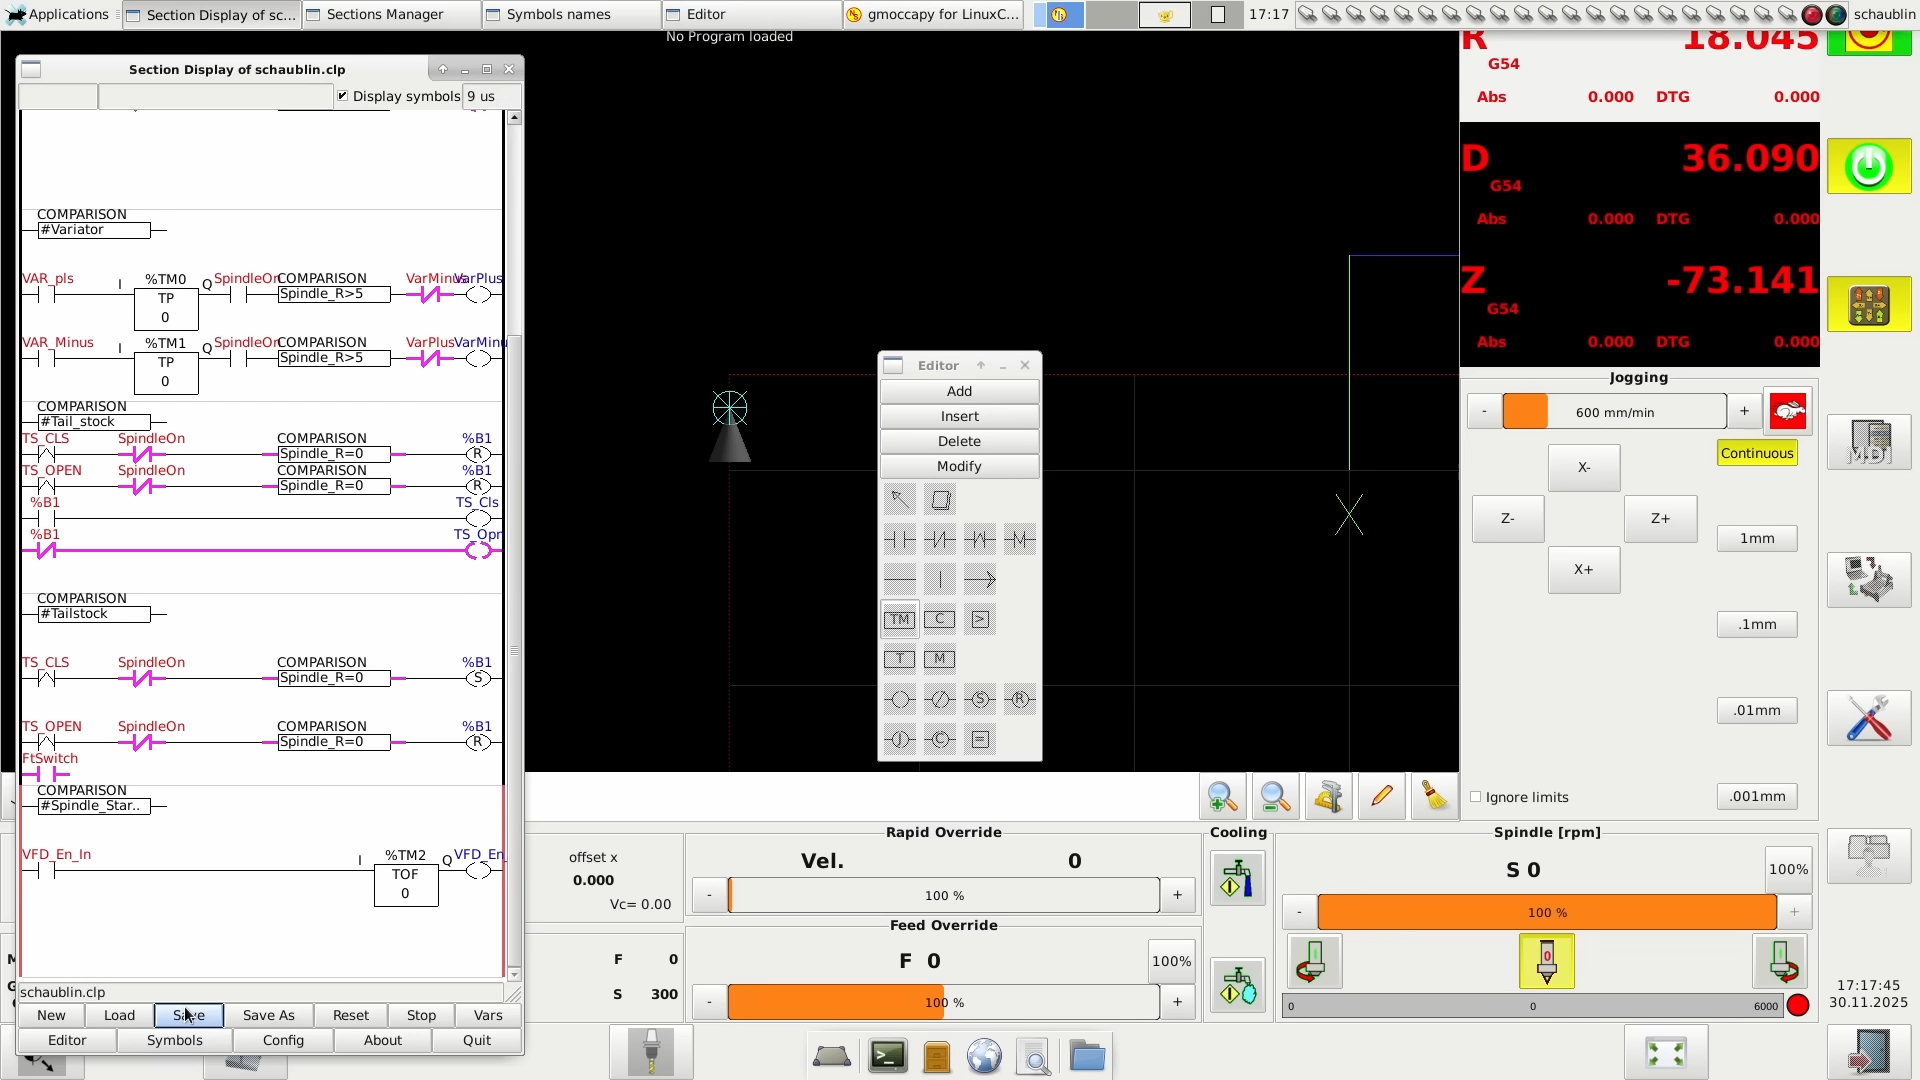 Applications
Section Display of sc...
Sections Manager
Symbols names
Editor
gmoccapy for LinuxC...
17:17
schaublin
No Program loaded
Section Display of schaublin.clp
Display symbols
9 us
COMPARISON
#Variator
VAR_pls
I
%TM0
TP
0
Q
SpindleOn
COMPARISON
Spindle_R>5
VarPlus
VAR_Minus
I
%TM1
TP
0
Q
SpindleOn
COMPARISON
Spindle_R>5
VarPlus
VarMinu
COMPARISON
#Tail_stock
TS_CLS
SpindleOn
COMPARISON
Spindle_R=0
%B1
R
TS_OPEN
SpindleOn
COMPARISON
Spindle_R=0
%B1
R
%B1
TS_Cls
%B1
TS_Opn
COMPARISON
#Tailstock
TS_CLS
SpindleOn
COMPARISON
Spindle_R=0
%B1
S
TS_OPEN
SpindleOn
COMPARISON
Spindle_R=0
%B1
R
FtSwitch
COMPARISON
#Spindle_Star..
VFD_En_In
I
%TM2
TOF
0
Q
VFD_En
schaublin.clp
New
Load
Save As
Reset
Stop
Vars
Editor
Symbols
Config
About
Quit
Editor
Add
Insert
Delete
Modify
TM
C
>
T
M
S
R
J
C
=
R
18.045
G54
Abs
0.000
DTG
0.000
D
36.090
G54
Abs
0.000
DTG
0.000
Z
-73.141
G54
Abs
0.000
DTG
0.000
Jogging
-
600 mm/min
+
Continuous
X-
Z-
Z+
X+
1mm
.1mm
.01mm
.001mm
Ignore limits
MDI
offset x
0.000
Vc= 0.00
F
0
S
300
Rapid Override
Vel.
0
-
100 %
+
Feed Override
F 0
100%
-
100 %
+
Cooling
Spindle [rpm]
S 0
100%
-
100 %
+
0
0
0
6000
17:17:45
30.11.2025